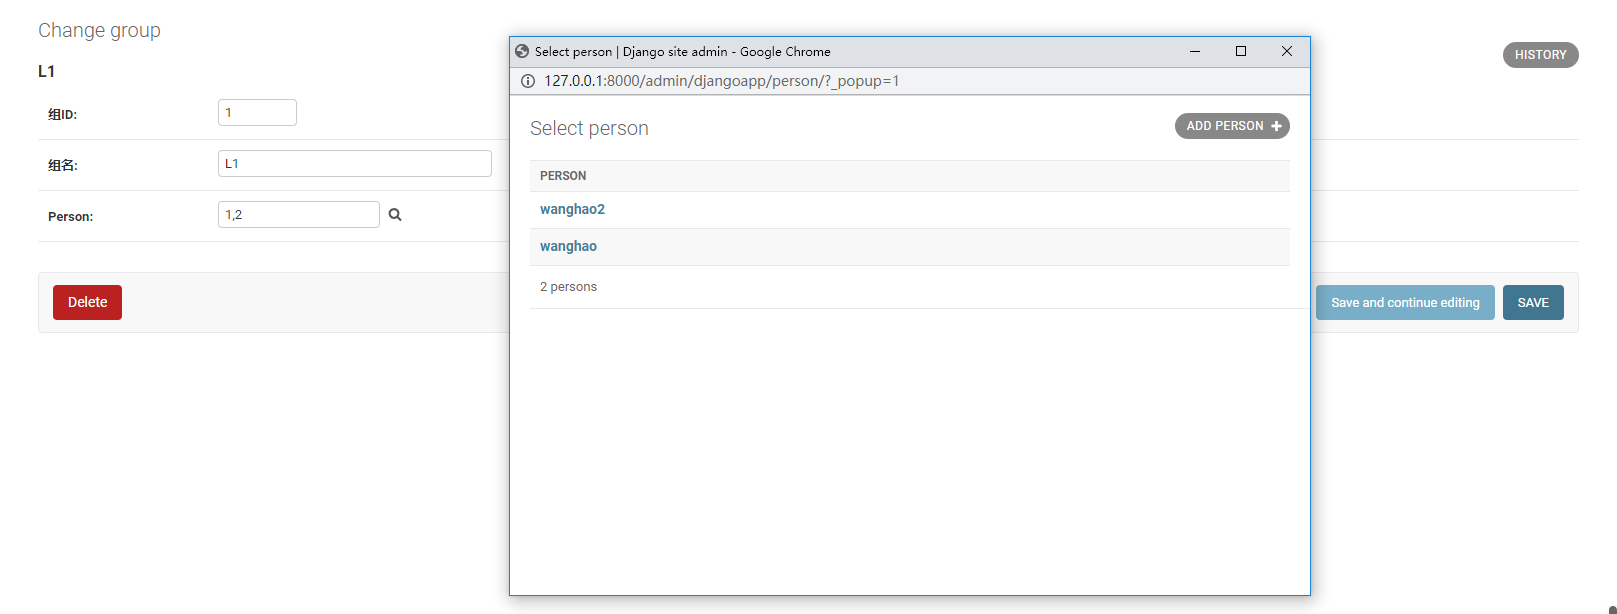 Change group
HISTORY
L1
组ID:
1
组名:
L1
Person:
1,2
Delete
Save and continue editing
SAVE
Select person | Django site admin - Google Chrome
127.0.0.1:8000/admin/djangoapp/person/?_popup=1
Select person
ADD PERSON
PERSON
wanghao2
wanghao
2 persons